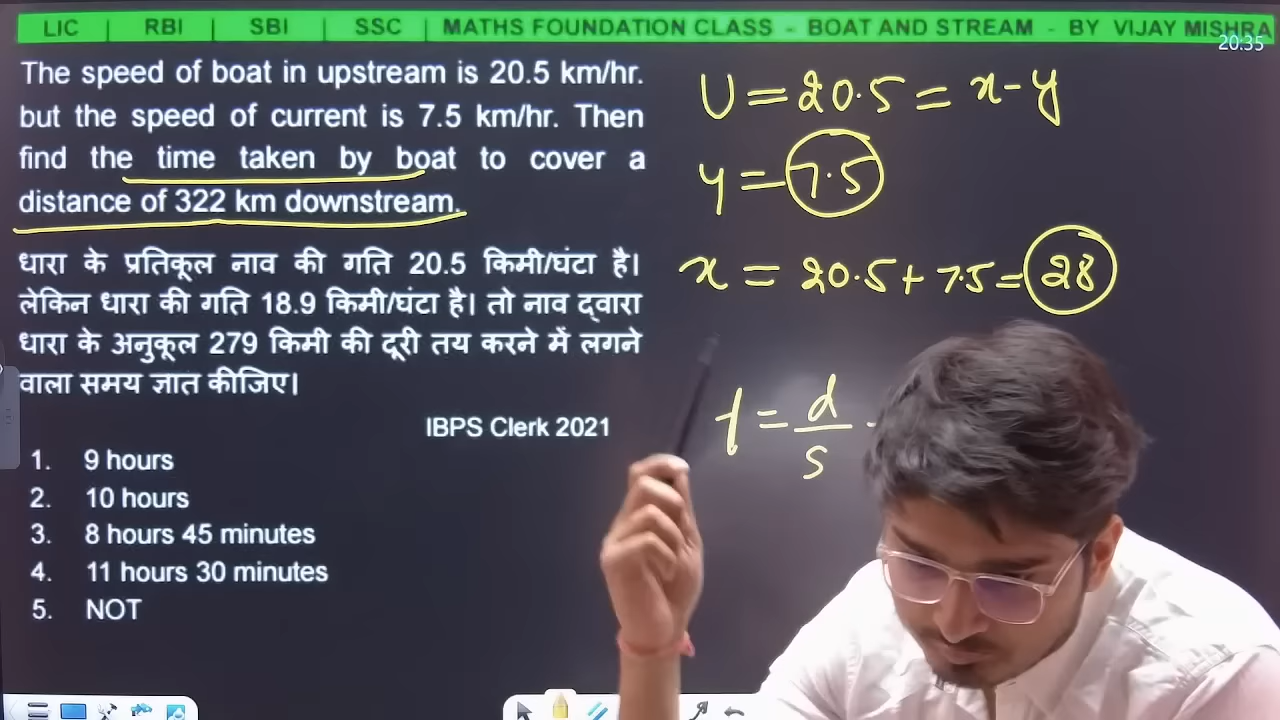 LIC | RBI | SBI | SSC | MATHS FOUNDATION CLASS - BOAT AND STREAM - BY VIJAY MISHRA
20:35
The speed of boat in upstream is 20.5 km/hr.
but the speed of current is 7.5 km/hr. Then
find the time taken by boat to cover a
distance of 322 km downstream.
धारा के प्रतिकूल नाव की गति 20.5 किमी/घंटा है।
लेकिन धारा की गति 18.9 किमी/घंटा है। तो नाव द्वारा
धारा के अनुकूल 279 किमी की दूरी तय करने में लगने
वाला समय ज्ञात कीजिए।
IBPS Clerk 2021
1. 9 hours
2. 10 hours
3. 8 hours 45 minutes
4. 11 hours 30 minutes
5. NOT
U = 20.5 = x - y
y = 7.5
x = 20.5 + 7.5 = 28
t = d/s -